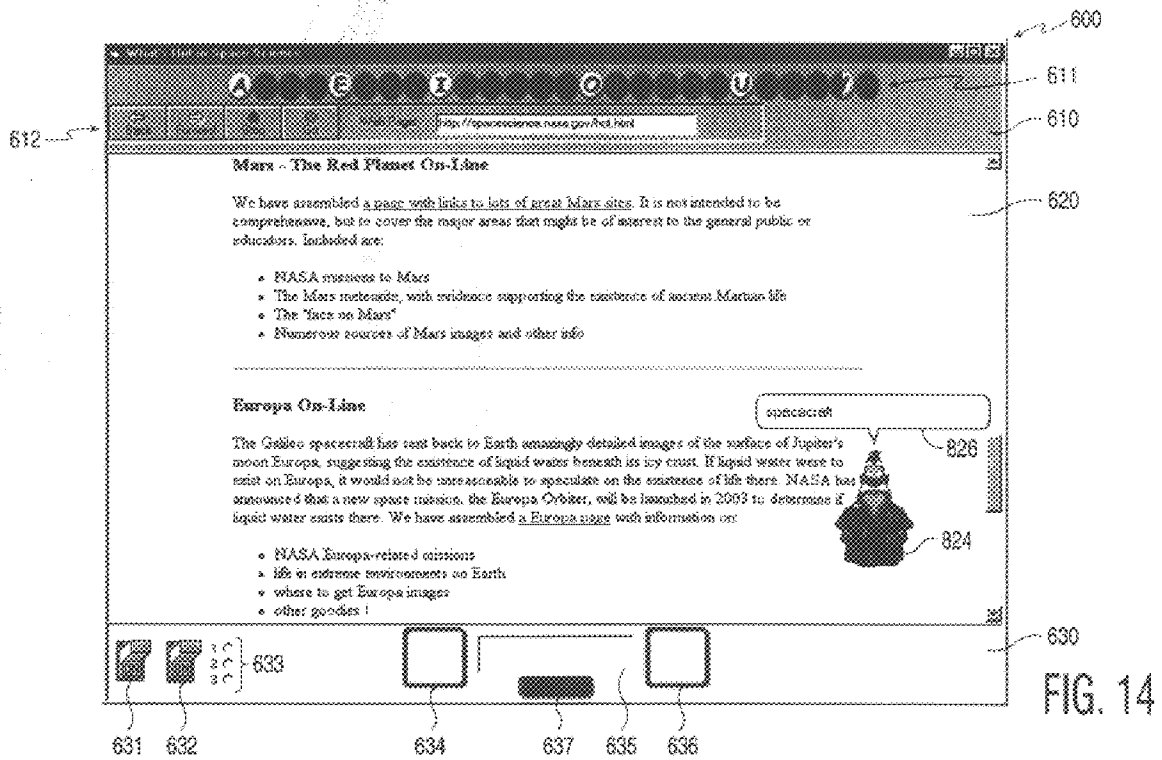 600
What's Hot in Space Science
A E I O U ?
611
612
http://spacescience.nasa.gov/hot.html
610
Mars - The Red Planet On-Line
We have assembled a page with links to lots of great Mars sites. It is not intended to be
620
comprehensive, but to cover the major areas that might be of interest to the general public or
educators. Included are:
• NASA missions to Mars
• The Mars meteorite, with evidence supporting the existence of ancient Martian life
• The "face on Mars"
• Numerous sources of Mars images and other info
Europa On-Line
spacecraft
The Galileo spacecraft has sent back to Earth amazingly detailed images of the surface of Jupiter's
826
moon Europa, suggesting the existence of liquid water beneath its icy crust. If liquid water were to
exist on Europa, it would not be unreasonable to speculate on the existence of life there. NASA has
announced that a new space mission, the Europa Orbiter, will be launched in 2003 to determine if
liquid water exists there. We have assembled a Europa page with information on:
824
• NASA Europa-related missions
• life in extreme environments on Earth
• where to get Europa images
• other goodies !
630
1
2
3
633
FIG. 14
631 632 634 637 635 636